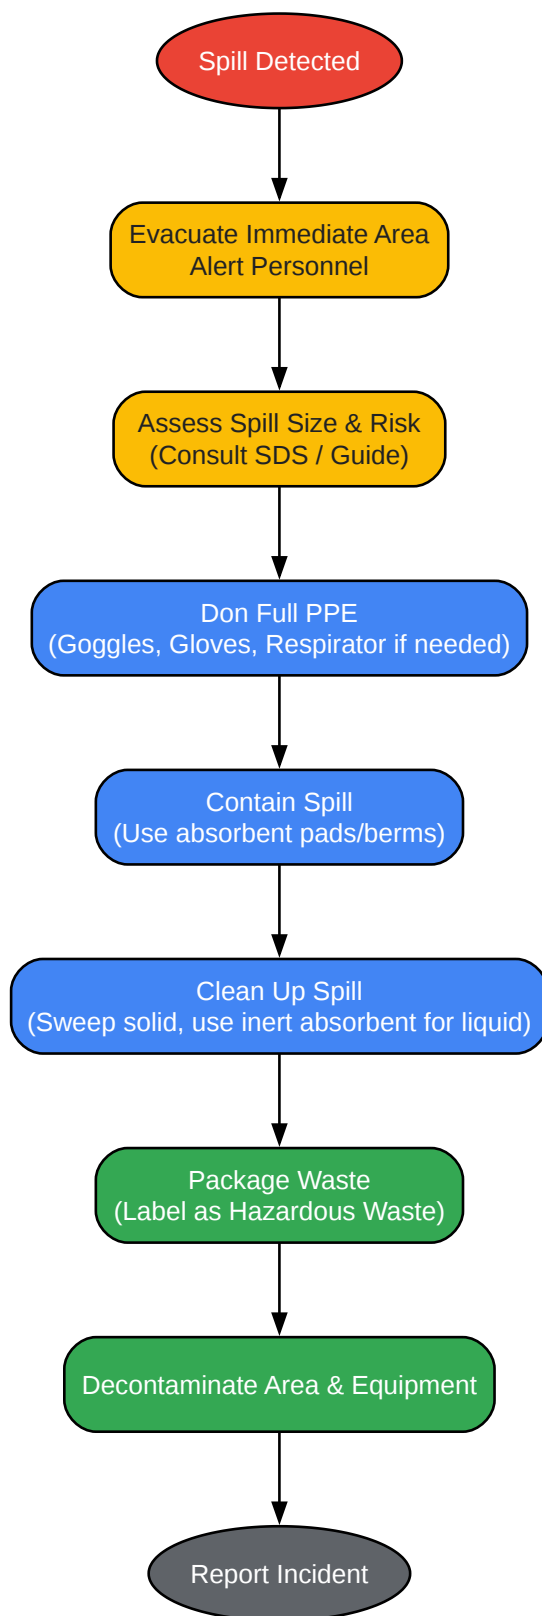 Spill Detected
Evacuate Immediate Area
Alert Personnel
Assess Spill Size & Risk
(Consult SDS / Guide)
Don Full PPE
(Goggles, Gloves, Respirator if needed)
Contain Spill
(Use absorbent pads/berms)
Clean Up Spill
(Sweep solid, use inert absorbent for liquid)
Package Waste
(Label as Hazardous Waste)
Decontaminate Area & Equipment
Report Incident